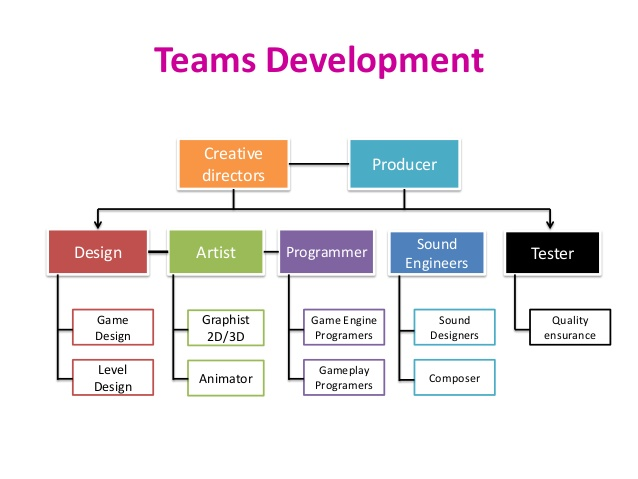 Teams Development
Creative
directors
Producer
Design
Artist
Programmer
Sound
Engineers
Tester
Game
Design
Graphist
2D/3D
Game Engine
Programers
Sound
Designers
Quality
ensurance
Level
Design
Animator
Gameplay
Programers
Composer